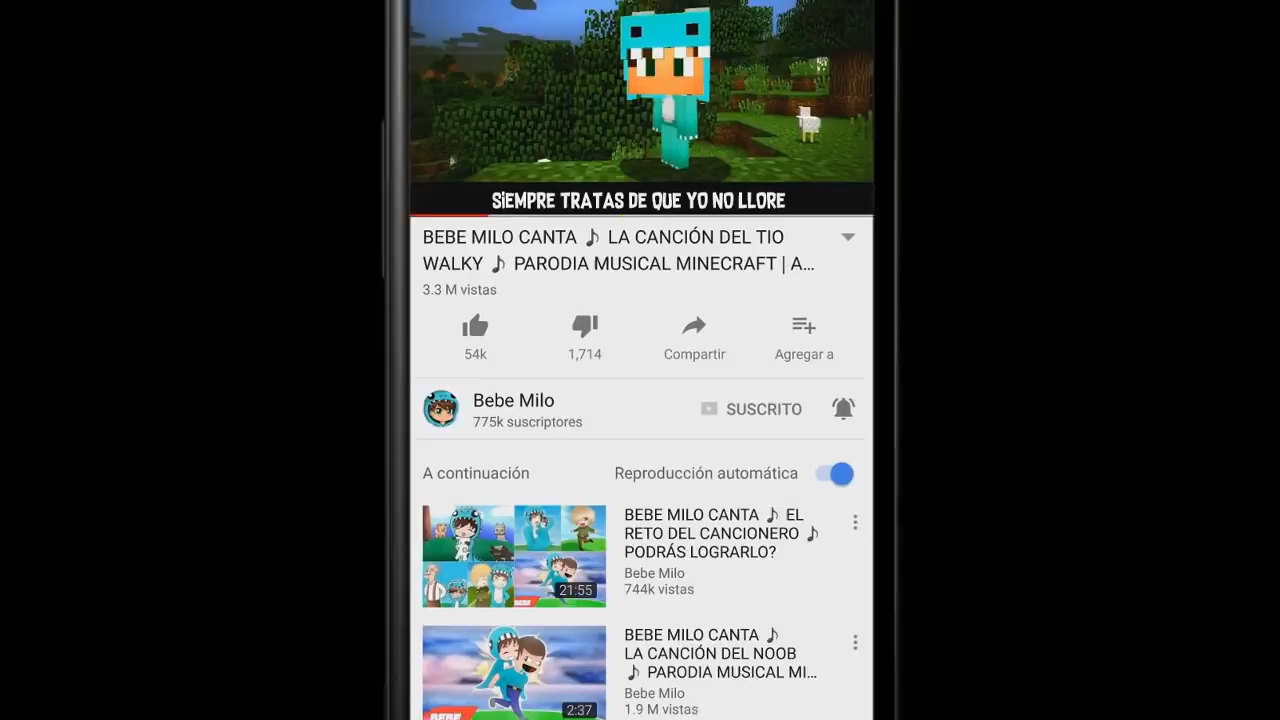 SIEMPRE TRATAS DE QUE YO NO LLORE
BEBE MILO CANTA ♪ LA CANCIÓN DEL TIO
WALKY ♪ PARODIA MUSICAL MINECRAFT | A...
3.3 M vistas
54k
1,714
Compartir
Agregar a
Bebe Milo
775k suscriptores
SUSCRITO
A continuación
Reproducción automática
BEBE MILO CANTA ♪ EL
RETO DEL CANCIONERO ♪
PODRÁS LOGRARLO?
Bebe Milo
744k vistas
21:55
BEBE
BEBE MILO CANTA ♪
LA CANCIÓN DEL NOOB
♪ PARODIA MUSICAL MI...
Bebe Milo
1.9 M vistas
2:37
BEBE